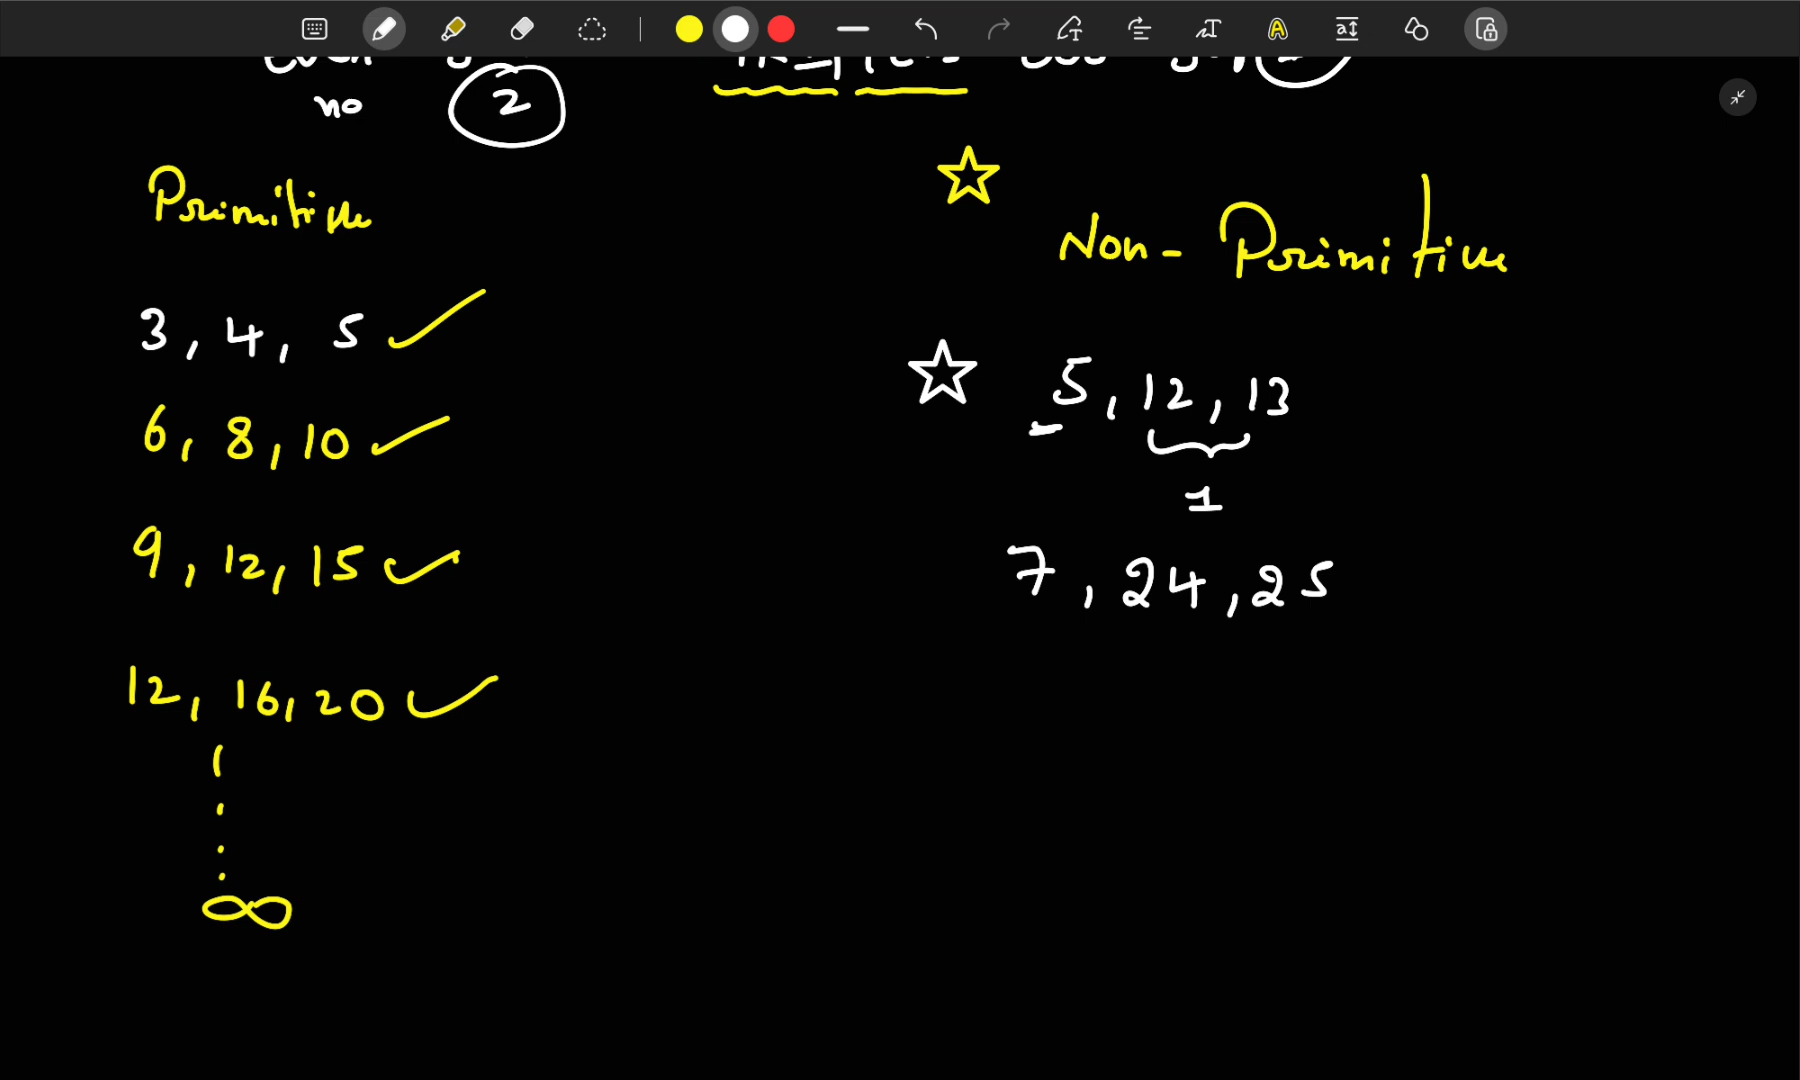 no
2
Primitive
3, 4, 5
6, 8, 10
9, 12, 15
12, 16, 20
∞
Non-Primitive
5, 12, 13
1
7, 24, 25